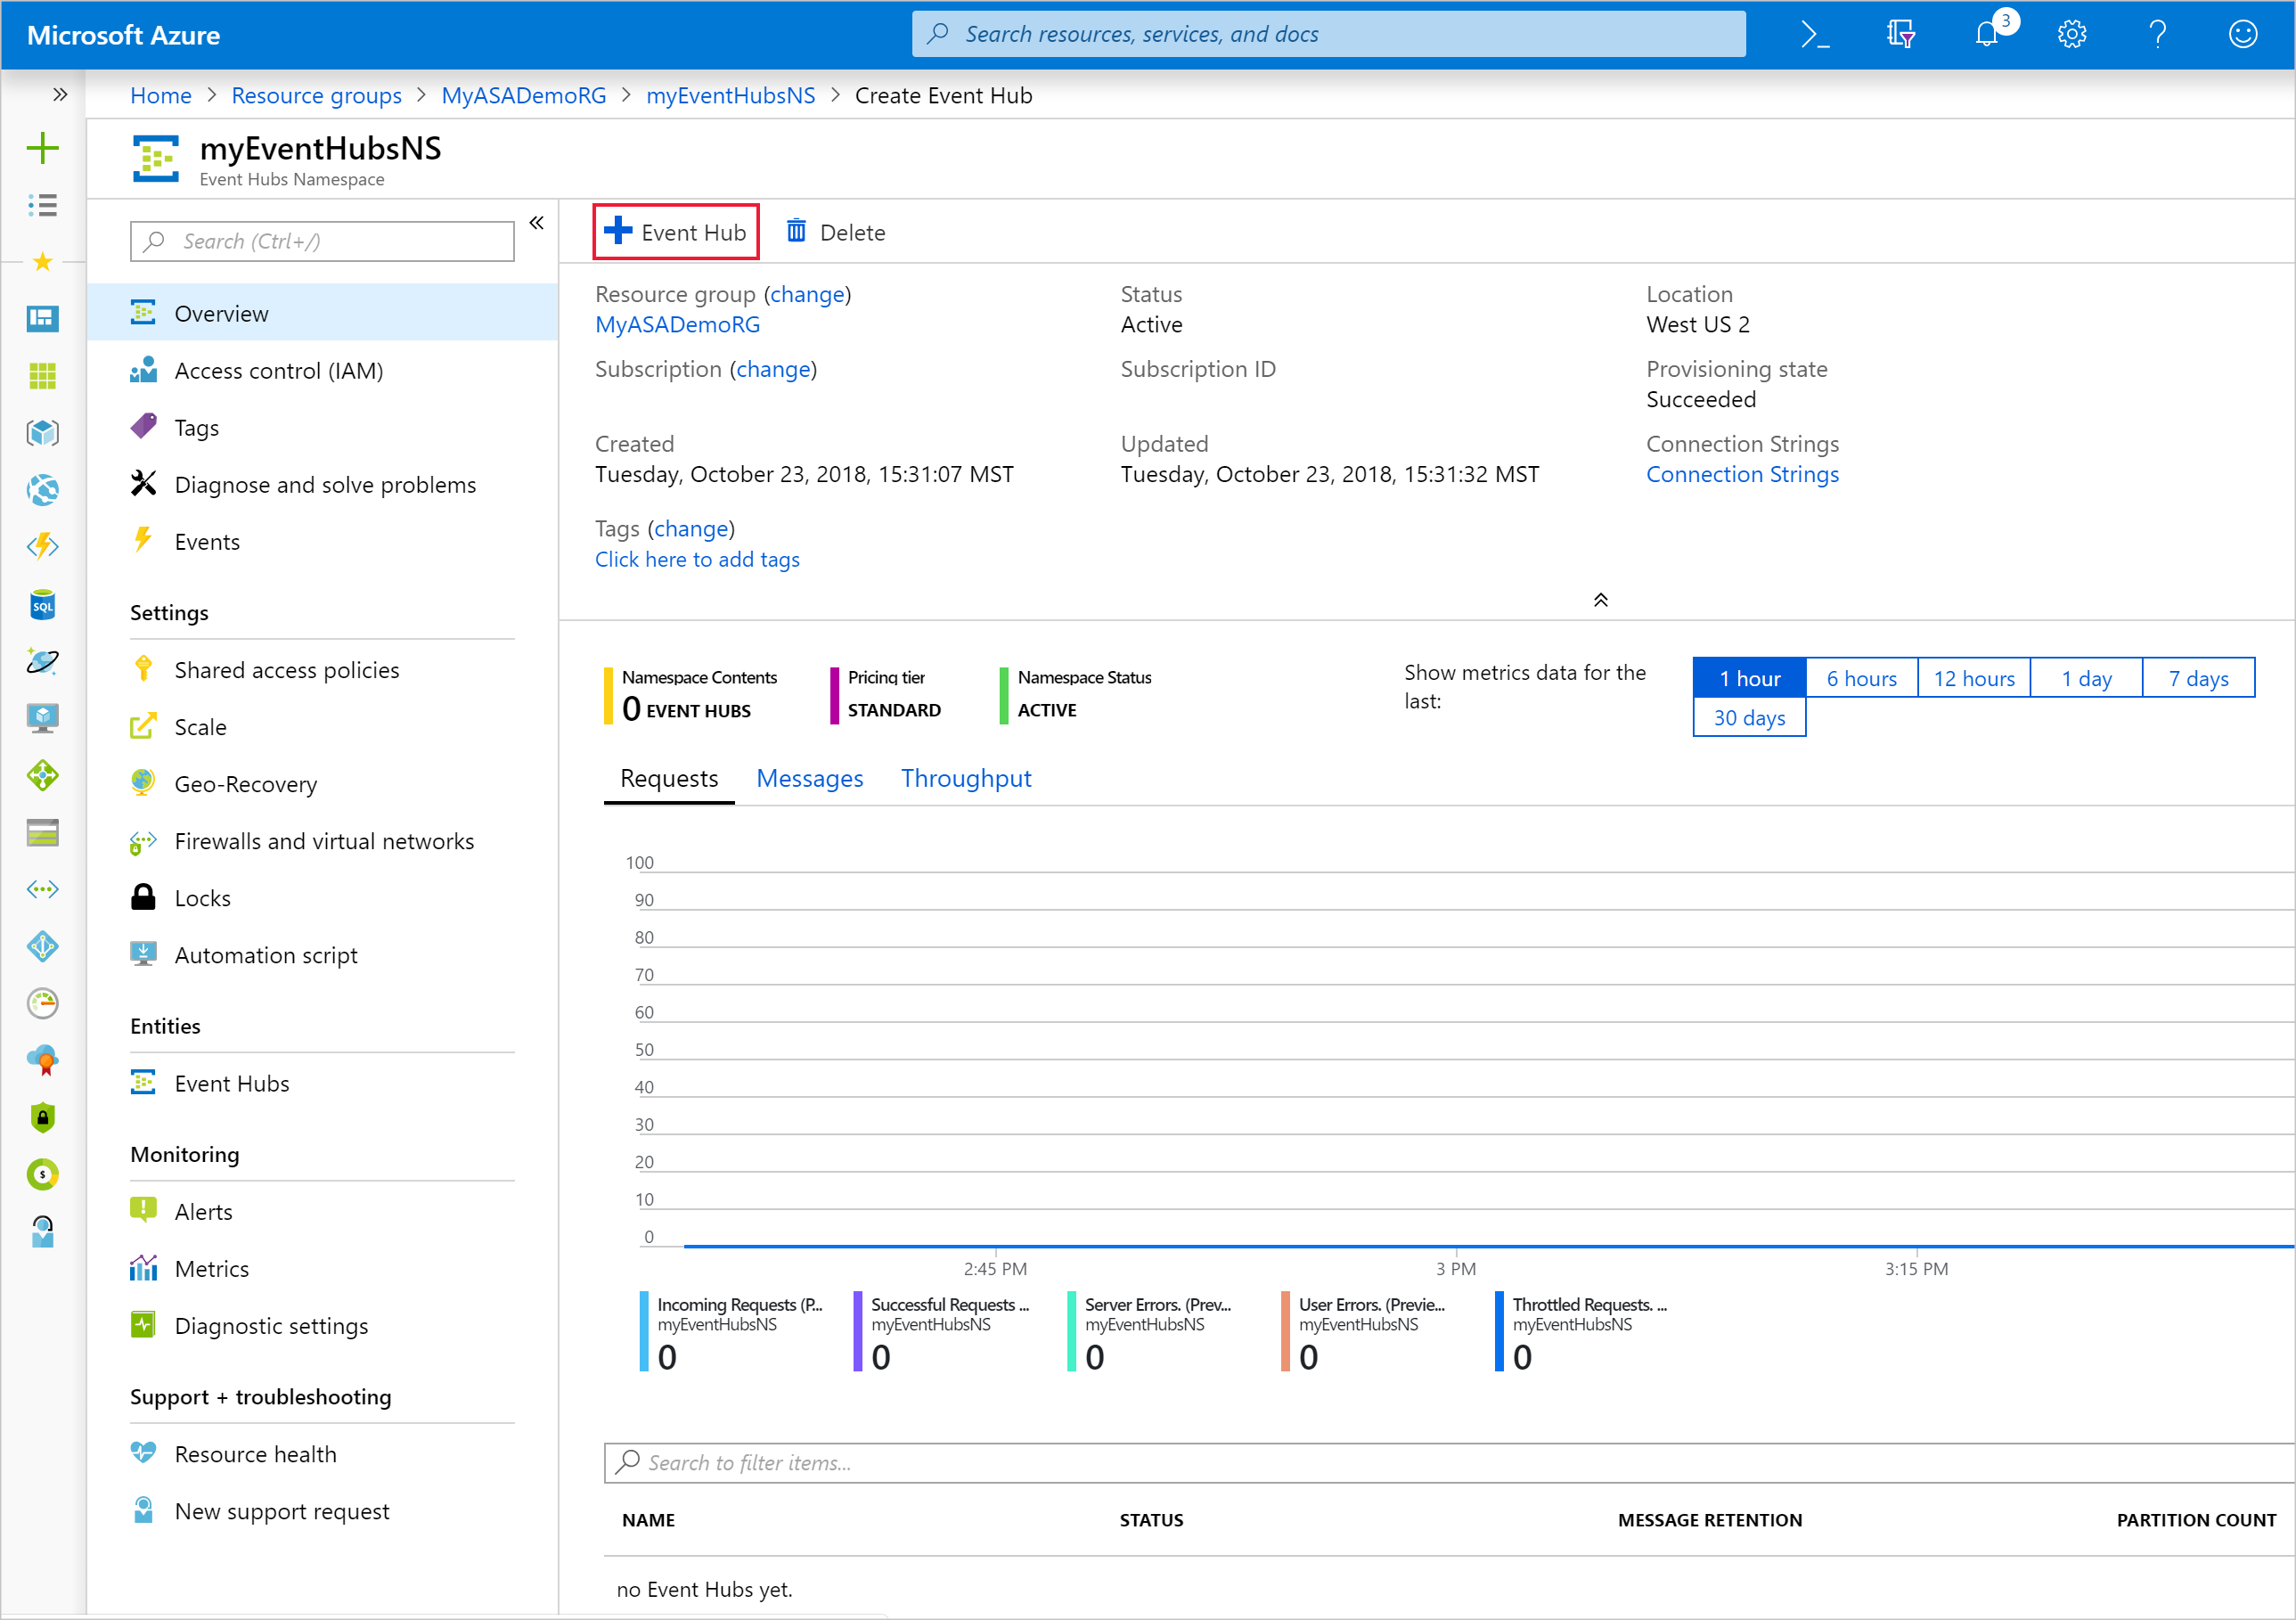 Microsoft Azure
Search resources, services, and docs
3
Home > Resource groups > MyASADemoRG > myEventHubsNS > Create Event Hub
myEventHubsNS
Event Hubs Namespace
Search (Ctrl+/)
Overview
Access control (IAM)
Tags
Diagnose and solve problems
Events
Settings
Shared access policies
Scale
Geo-Recovery
Firewalls and virtual networks
Locks
Automation script
Entities
Event Hubs
Monitoring
Alerts
Metrics
Diagnostic settings
Support + troubleshooting
Resource health
New support request
SQL
$
Event Hub
Delete
Resource group (change)
MyASADemoRG
Status
Active
Location
West US 2
Subscription (change)
Subscription ID
Provisioning state
Succeeded
Created
Tuesday, October 23, 2018, 15:31:07 MST
Updated
Tuesday, October 23, 2018, 15:31:32 MST
Connection Strings
Connection Strings
Tags (change)
Click here to add tags
Namespace Contents
0 EVENT HUBS
Pricing tier
STANDARD
Namespace Status
ACTIVE
Show metrics data for the
last:
1 hour
6 hours
12 hours
1 day
7 days
30 days
Requests
Messages
Throughput
100
90
80
70
60
50
40
30
20
10
0
2:45 PM
3 PM
3:15 PM
Incoming Requests (P...
myEventHubsNS
0
Successful Requests ...
myEventHubsNS
0
Server Errors. (Prev...
myEventHubsNS
0
User Errors. (Previe...
myEventHubsNS
0
Throttled Requests. ...
myEventHubsNS
0
Search to filter items...
NAME
STATUS
MESSAGE RETENTION
PARTITION COUNT
no Event Hubs yet.